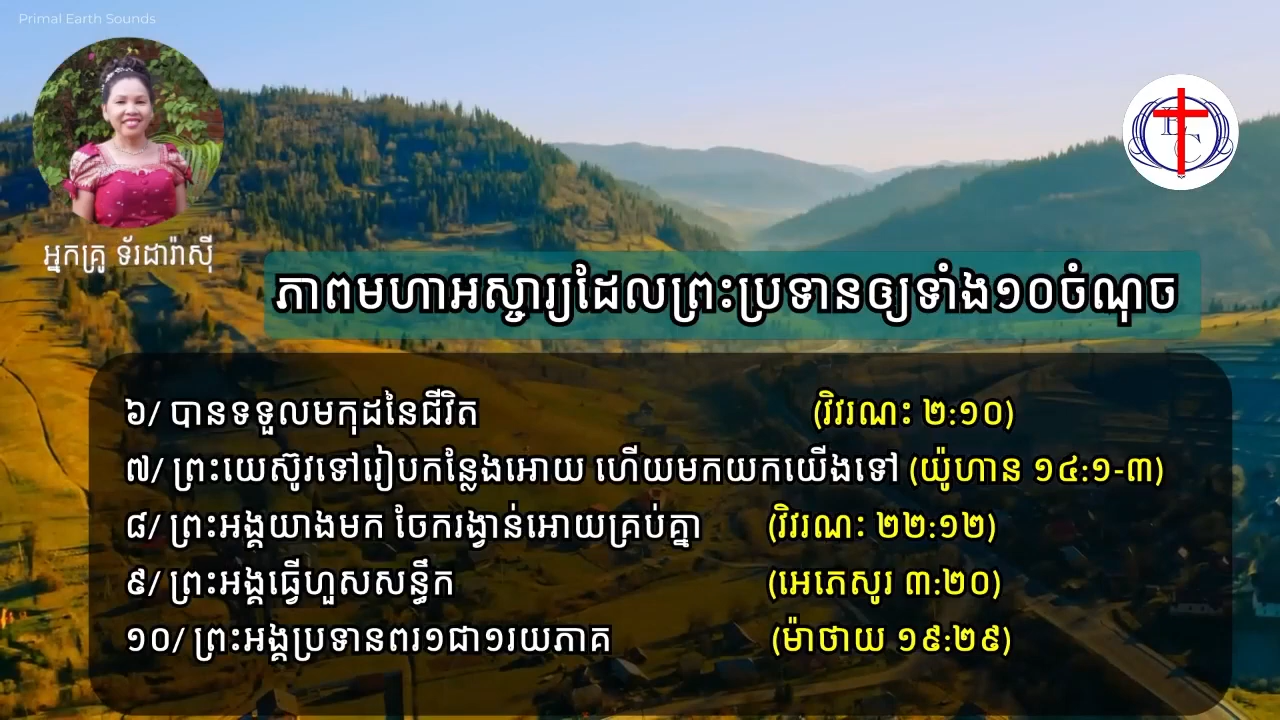 Primal Earth Sounds
អ្នកគ្រូ ទ័រដារ៉ាស៊ី
ភាពមហាអស្ចារ្យដែលព្រះប្រទានឲ្យទាំង១០ចំណុច
៦/ បានទទួលមកុដនៃជីវិត (វិវរណះ ២:១០)
៧/ ព្រះយេស៊ូវទៅរៀបកន្លែងអោយ ហើយមកយកយើងទៅ (យ៉ូហាន ១៤:១-៣)
៨/ ព្រះអង្គយាងមក ចែករង្វាន់អោយគ្រប់គ្នា (វិវរណៈ ២២:១២)
៩/ ព្រះអង្គធ្វើហួសសន្ធឹក (អេភេសូរ ៣:២០)
១០/ ព្រះអង្គប្រទានពរ១ជា១រយភាគ (ម៉ាថាយ ១៩:២៩)